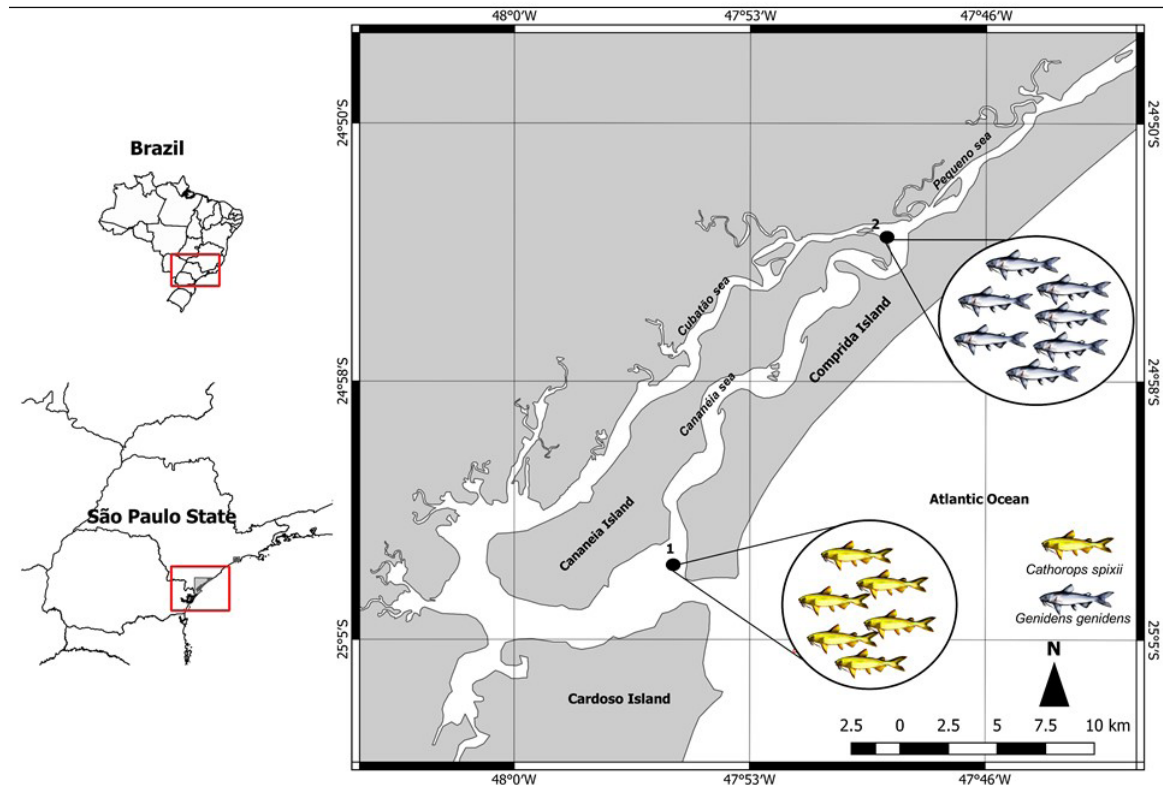 48°0'W 47°53'W 47°46'W
Brazil
São Paulo State
24°50'S
24°58'S
25°5'S
24°50'S
24°58'S
25°5'S
Pequeno sea
2
Cubatão sea
Comprida Island
Cananéia sea
Atlantic Ocean
Cananeia Island
1
Cathorops spixii
Genidens genidens
N
Cardoso Island
2.5 0 2.5 5 7.5 10 km
48°0'W 47°53'W 47°46'W